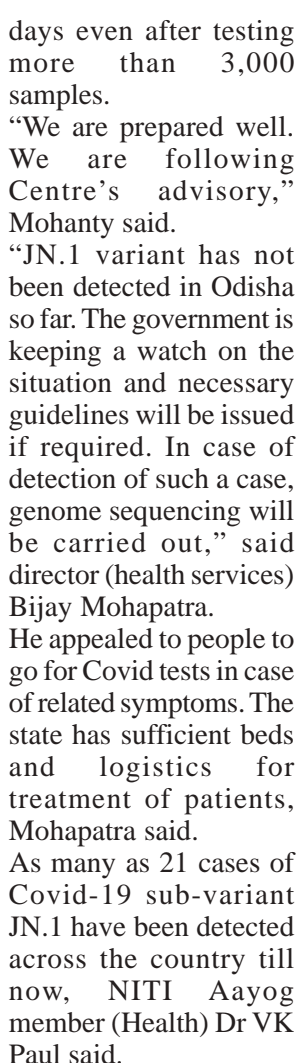 days even after testing
more than 3,000
samples.
“We are prepared well.
We are following
Centre’s advisory,”
Mohanty said.
“JN.1 variant has not
been detected in Odisha
so far. The government is
keeping a watch on the
situation and necessary
guidelines will be issued
if required. In case of
detection of such a case,
genome sequencing will
be carried out,” said
director (health services)
Bijay Mohapatra.
He appealed to people to
go for Covid tests in case
of related symptoms. The
state has sufficient beds
and logistics for
treatment of patients,
Mohapatra said.
As many as 21 cases of
Covid-19 sub-variant
JN.1 have been detected
across the country till
now, NITI Aayog
member (Health) Dr VK
Paul said.